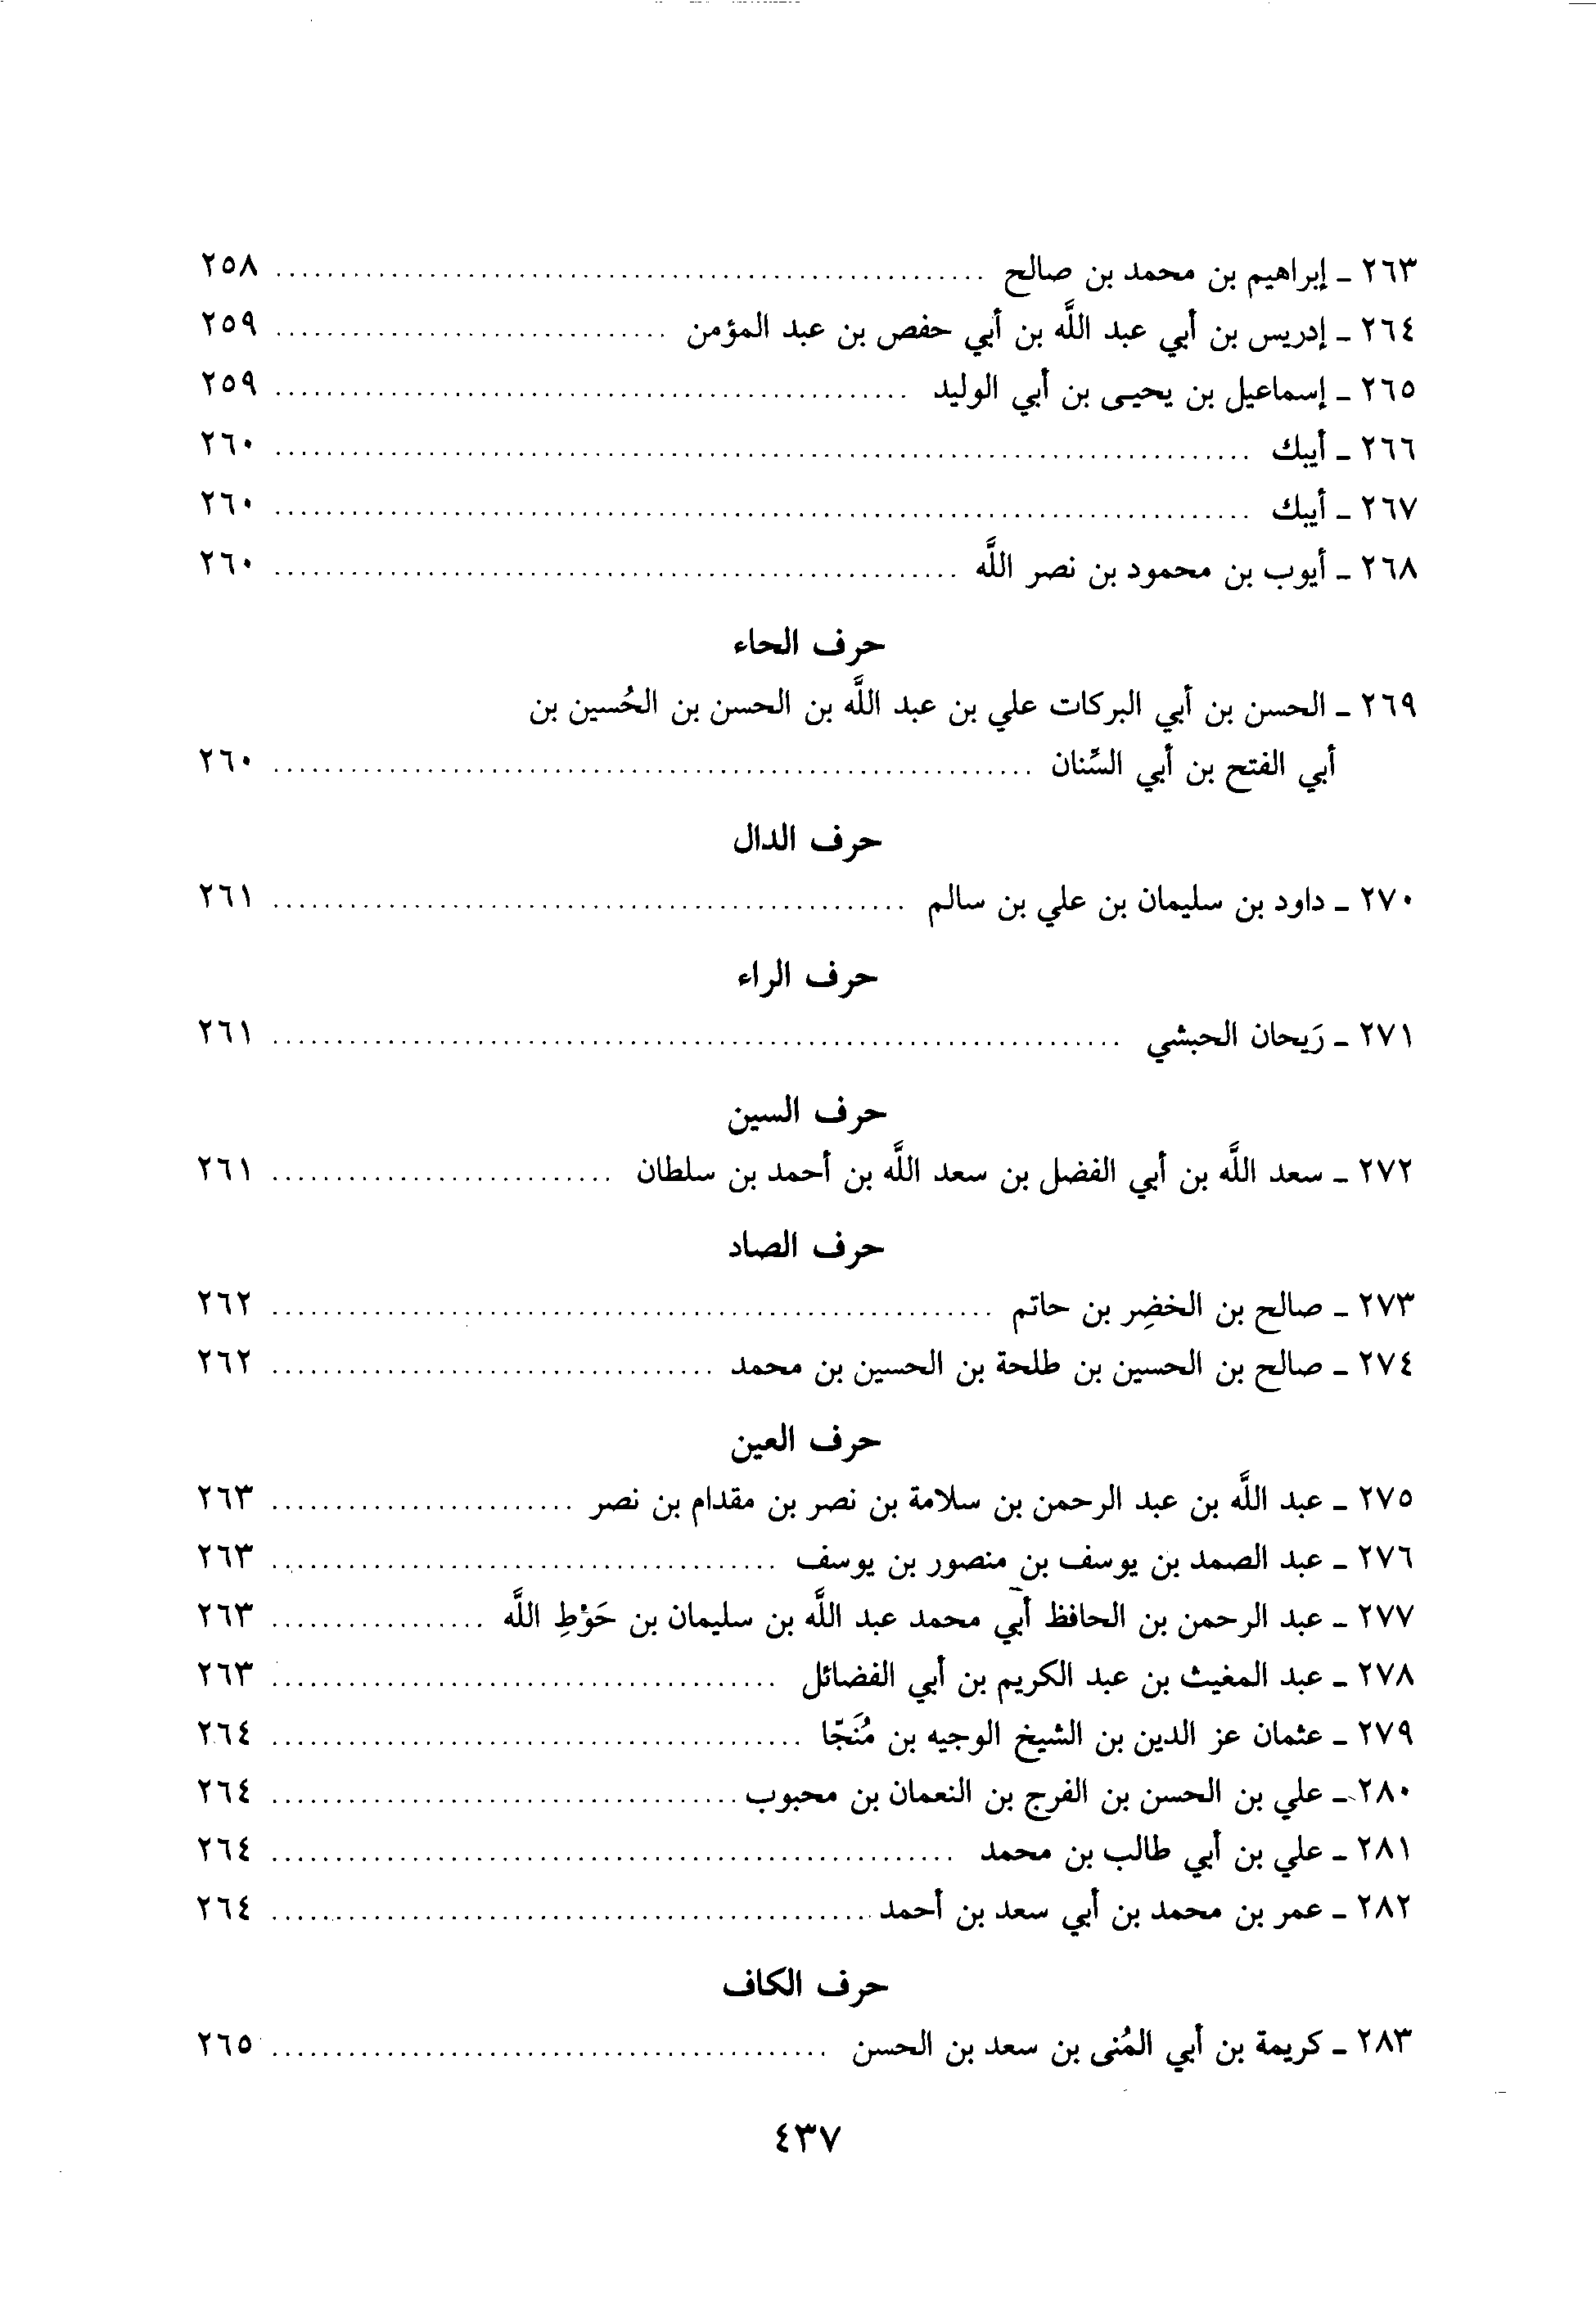 ٢٦٣ ـ إبراهيم بن محمد بن صالح ........ ٢٥٨
٢٦٤ ـ إدريس بن أبي عبد اللَّه بن أبي حفص بن عبد المؤمن ........ ٢٥٩
٢٦٥ ـ إسماعيل بن يحيـى بن أبي الوليد ........ ٢٥٩
٢٦٦ ـ أيبك ........ ٢٦٠
٢٦٧ ـ أيبك ........ ٢٦٠
٢٦٨ ـ أيوب بن محمود بن نصر اللَّه ........ ٢٦٠
حرف الحاء
٢٦٩ ـ الحسن بن أبي البركات علي بن عبد اللَّه بن الحسن بن الحُسين بن
أبي الفتح بن أبي السِّنان ........ ٢٦٠
حرف الدال
٢٧٠ ـ داود بن سليمان بن علي بن سالم ........ ٢٦١
حرف الراء
٢٧١ ـ رَيحان الحبشي ........ ٢٦١
حرف السين
٢٧٢ ـ سعد اللَّه بن أبي الفضل بن سعد اللَّه بن أحمد بن سلطان ........ ٢٦١
حرف الصاد
٢٧٣ ـ صالح بن الخضِر بن حاتم ........ ٢٦٢
٢٧٤ ـ صالح بن الحسين بن طلحة بن الحسين بن محمد ........ ٢٦٢
حرف العين
٢٧٥ ـ عبد اللَّه بن عبد الرحمن بن سلامة بن نصر بن مقدام بن نصر ........ ٢٦٣
٢٧٦ ـ عبد الصمد بن يوسف بن منصور بن يوسف ........ ٢٦٣
٢٧٧ ـ عبد الرحمن بن الحافظ أبي محمد عبد اللَّه بن سليمان بن حَوْطِ اللَّه ........ ٢٦٣
٢٧٨ ـ عبد المغيث بن عبد الكريم بن أبي الفضائل ........ ٢٦٣
٢٧٩ ـ عثمان عز الدين بن الشيخ الوجيه بن مُنَجّا ........ ٢٦٤
٢٨٠ ـ علي بن الحسن بن الفرج بن النعمان بن محبوب ........ ٢٦٤
٢٨١ ـ علي بن أبي طالب بن محمد ........ ٢٦٤
٢٨٢ ـ عمر بن محمد بن أبي سعد بن أحمد ........ ٢٦٤
حرف الكاف
٢٨٣ ـ كريمة بن أبي المُنى بن سعد بن الحسن ........ ٢٦٥
٤٣٧